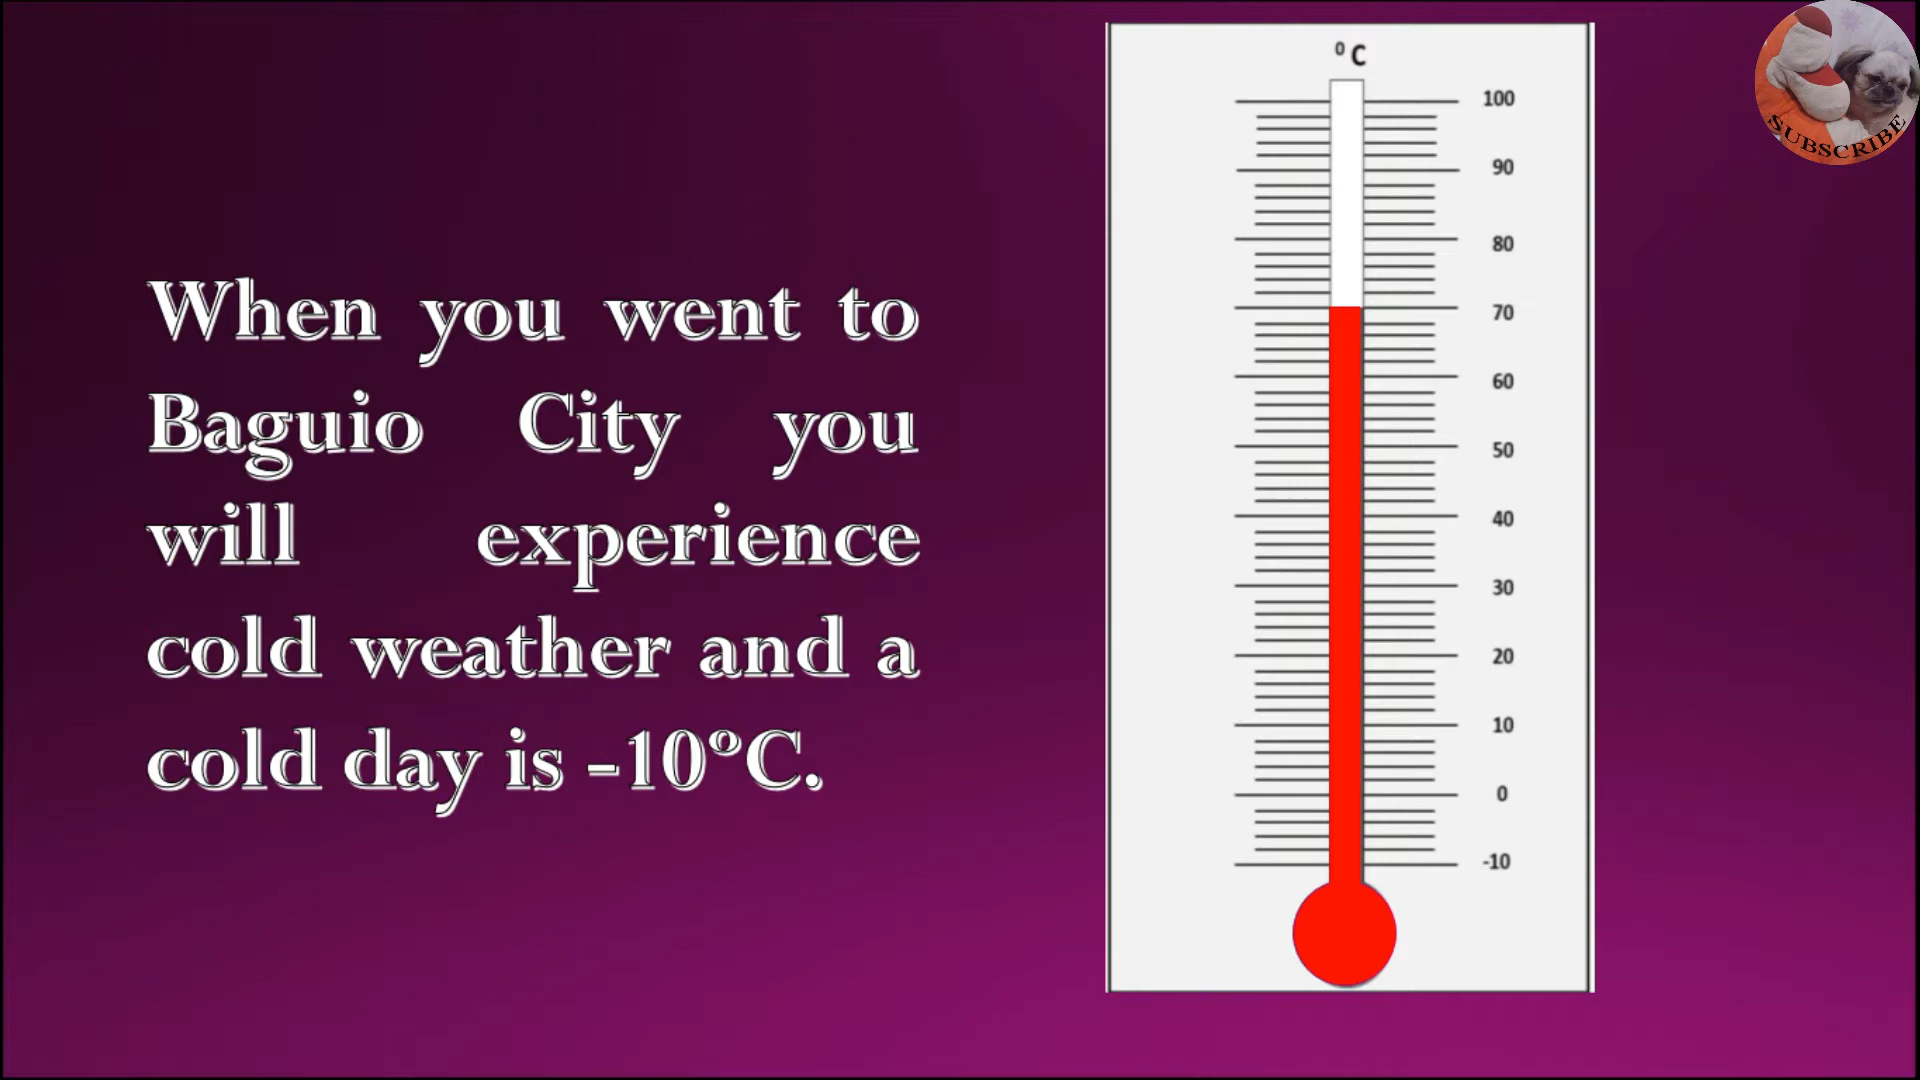 When you went to
Baguio City you
will experience
cold weather and a
cold day is -10°C.
⁰ C
100
90
80
70
60
50
40
30
20
10
0
-10
SUBSCRIBE